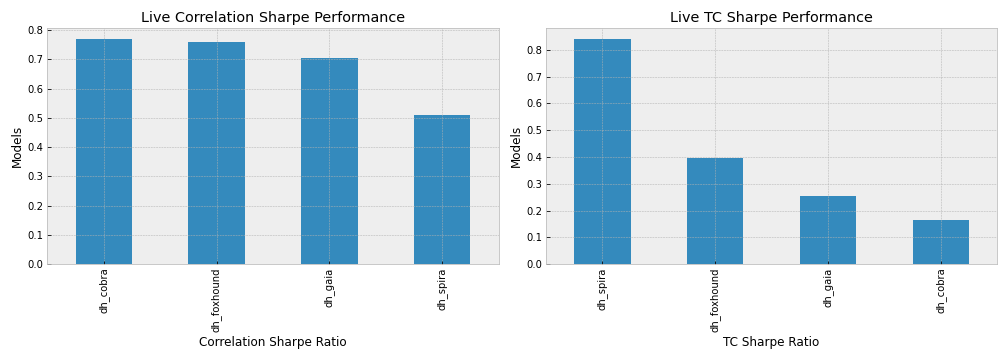 Live Correlation Sharpe Performance
Models
0.8
0.7
0.6
0.5
0.4
0.3
0.2
0.1
0.0
dh_cobra
dh_foxhound
dh_gaia
dh_spira
Correlation Sharpe Ratio
Live TC Sharpe Performance
Models
0.8
0.7
0.6
0.5
0.4
0.3
0.2
0.1
0.0
dh_spira
dh_foxhound
dh_gaia
dh_cobra
TC Sharpe Ratio